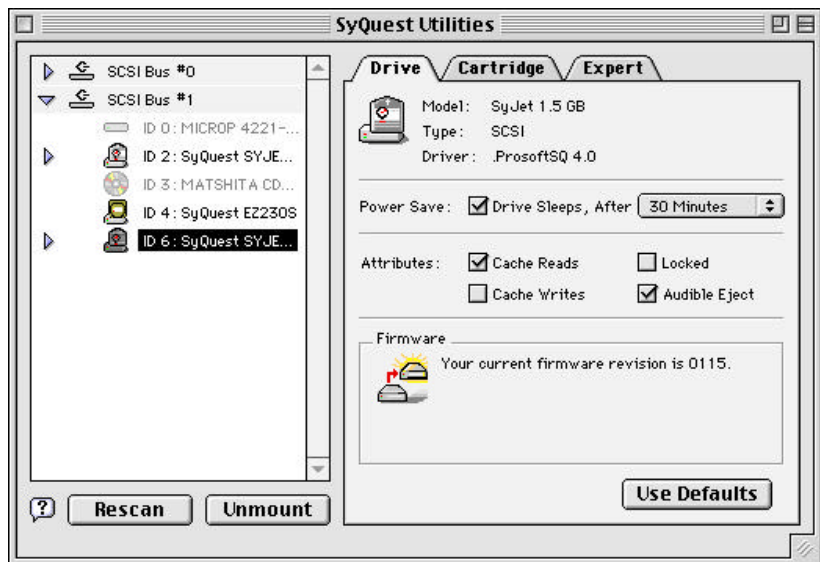 SyQuest Utilities
SCSI Bus #0
SCSI Bus #1
ID 0: MICROP 4221-...
ID 2: SyQuest SYJE...
ID 3: MATSHITA CD...
ID 4: SyQuest EZ230S
ID 6: SyQuest SYJE...
? Rescan Unmount
Drive Cartridge Expert
Model: SyJet 1.5 GB
Type: SCSI
Driver: .ProsoftSQ 4.0
Power Save: Drive Sleeps, After 30 Minutes
Attributes: Cache Reads Locked
Cache Writes Audible Eject
Firmware
Your current firmware revision is 0115.
Use Defaults